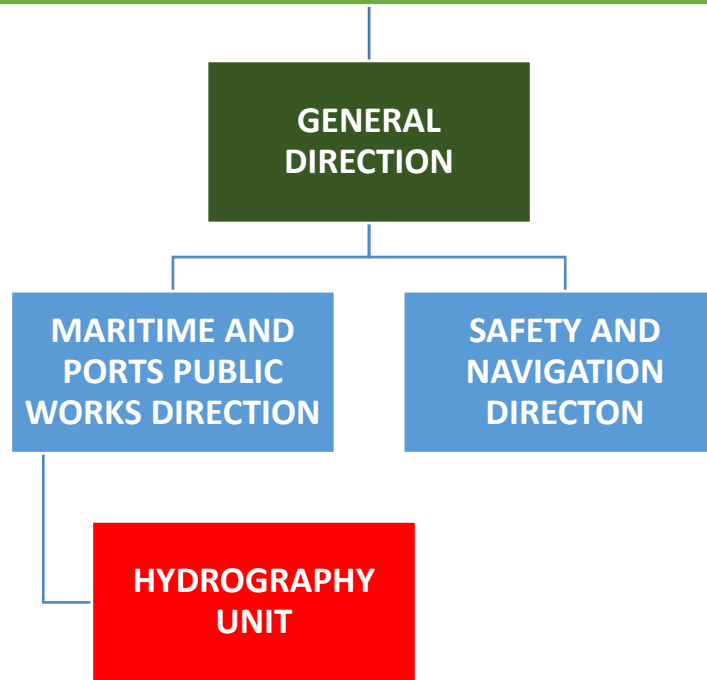 GENERAL
DIRECTION
MARITIME AND
PORTS PUBLIC
WORKS DIRECTION
SAFETY AND
NAVIGATION
DIRECTON
HYDROGRAPHY
UNIT